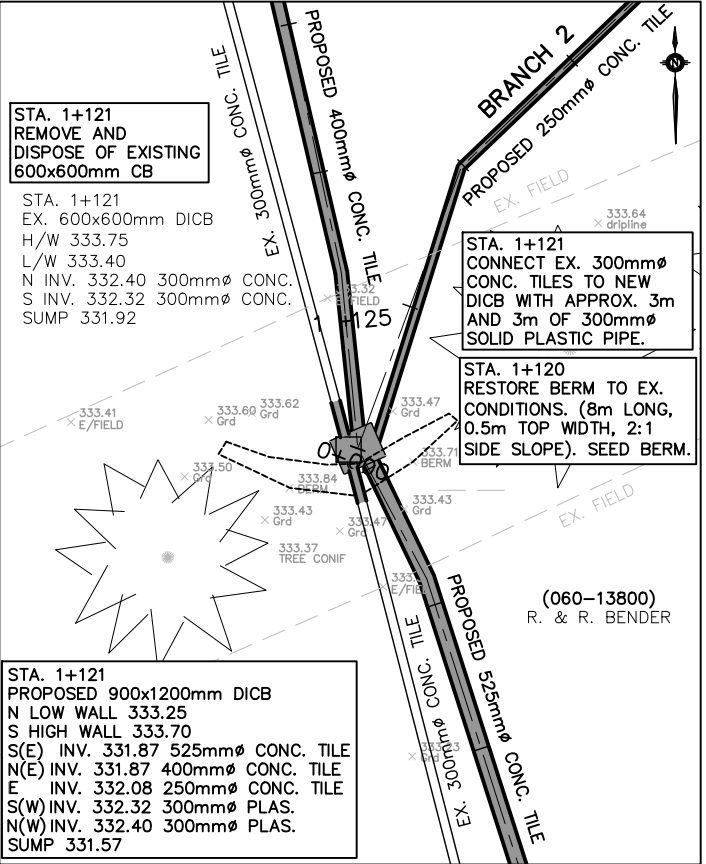 PROPOSED 400mmø CONC. TILE
EX. 300mmø CONC. TILE
BRANCH 2
PROPOSED 250mmø CONC. TILE
N
STA. 1+121
REMOVE AND
DISPOSE OF EXISTING
600x600mm CB
STA. 1+121
EX. 600x600mm DICB
H/W 333.75
L/W 333.40
N INV. 332.40 300mmø CONC.
S INV. 332.32 300mmø CONC.
SUMP 331.92
EX. FIELD
333.64
dripline
STA. 1+121
CONNECT EX. 300mmø
CONC. TILES TO NEW
DICB WITH APPROX. 3m
AND 3m OF 300mmø
SOLID PLASTIC PIPE.
333.32
E/FIELD
1+125
STA. 1+120
RESTORE BERM TO EX.
CONDITIONS. (8m LONG,
0.5m TOP WIDTH, 2:1
SIDE SLOPE). SEED BERM.
333.41
E/FIELD
333.60
Grd
333.62
Grd
333.47
Grd
0+000
333.71
BERM
333.50
Grd
333.84
BERM
333.43
Grd
333.43
Grd
333.47
Grd
333.37
TREE CONIF
EX. FIELD
E/FIELD
(060-13800)
R. & R. BENDER
PROPOSED 525mmø CONC. TILE
EX. 300mmø CONC. TILE
Grd
STA. 1+121
PROPOSED 900x1200mm DICB
N LOW WALL 333.25
S HIGH WALL 333.70
S(E) INV. 331.87 525mmø CONC. TILE
N(E) INV. 331.87 400mmø CONC. TILE
E INV. 332.08 250mmø CONC. TILE
S(W) INV. 332.32 300mmø PLAS.
N(W) INV. 332.40 300mmø PLAS.
SUMP 331.57